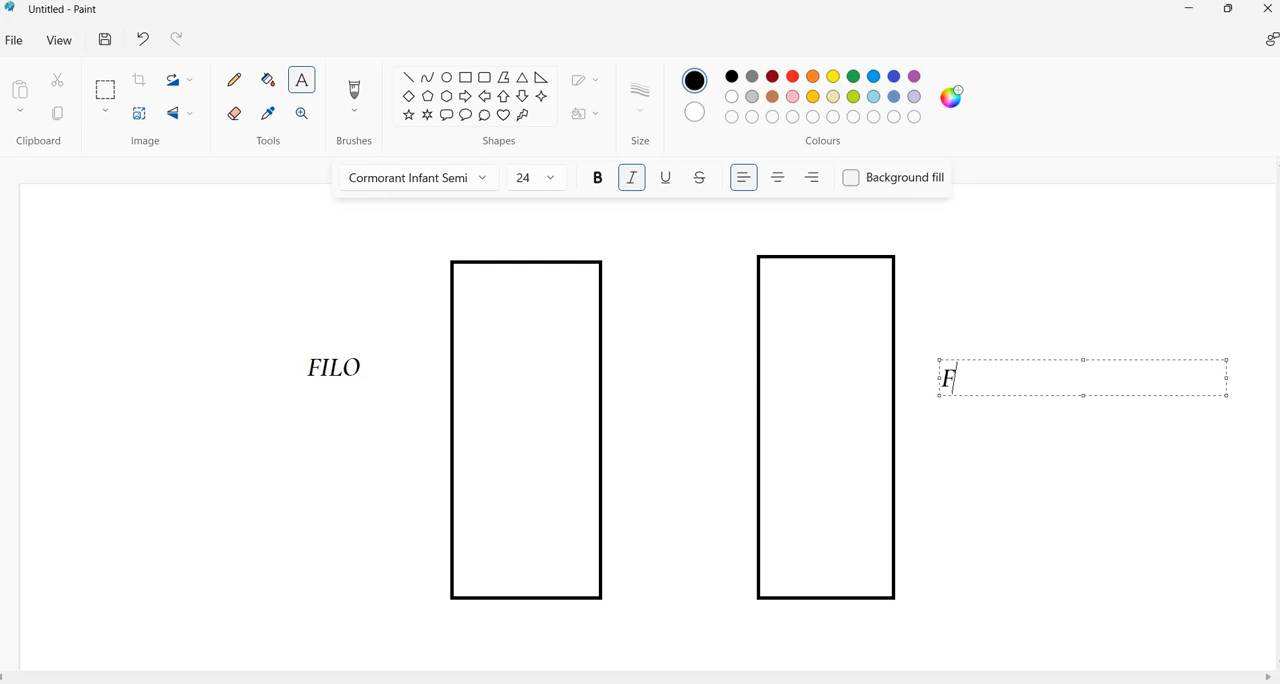 Untitled - Paint
File
View
Clipboard
Image
Tools
Brushes
Shapes
Size
Colours
Cormorant Infant Semi
24
B
I
U
S
Background fill
FILO
F